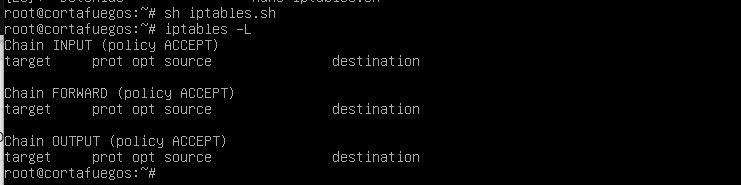 root@cortafuegos:~# sh iptables.sh
root@cortafuegos:~# iptables -L
Chain INPUT (policy ACCEPT)
target     prot opt source               destination
Chain FORWARD (policy ACCEPT)
target     prot opt source               destination
Chain OUTPUT (policy ACCEPT)
target     prot opt source               destination
root@cortafuegos:~#